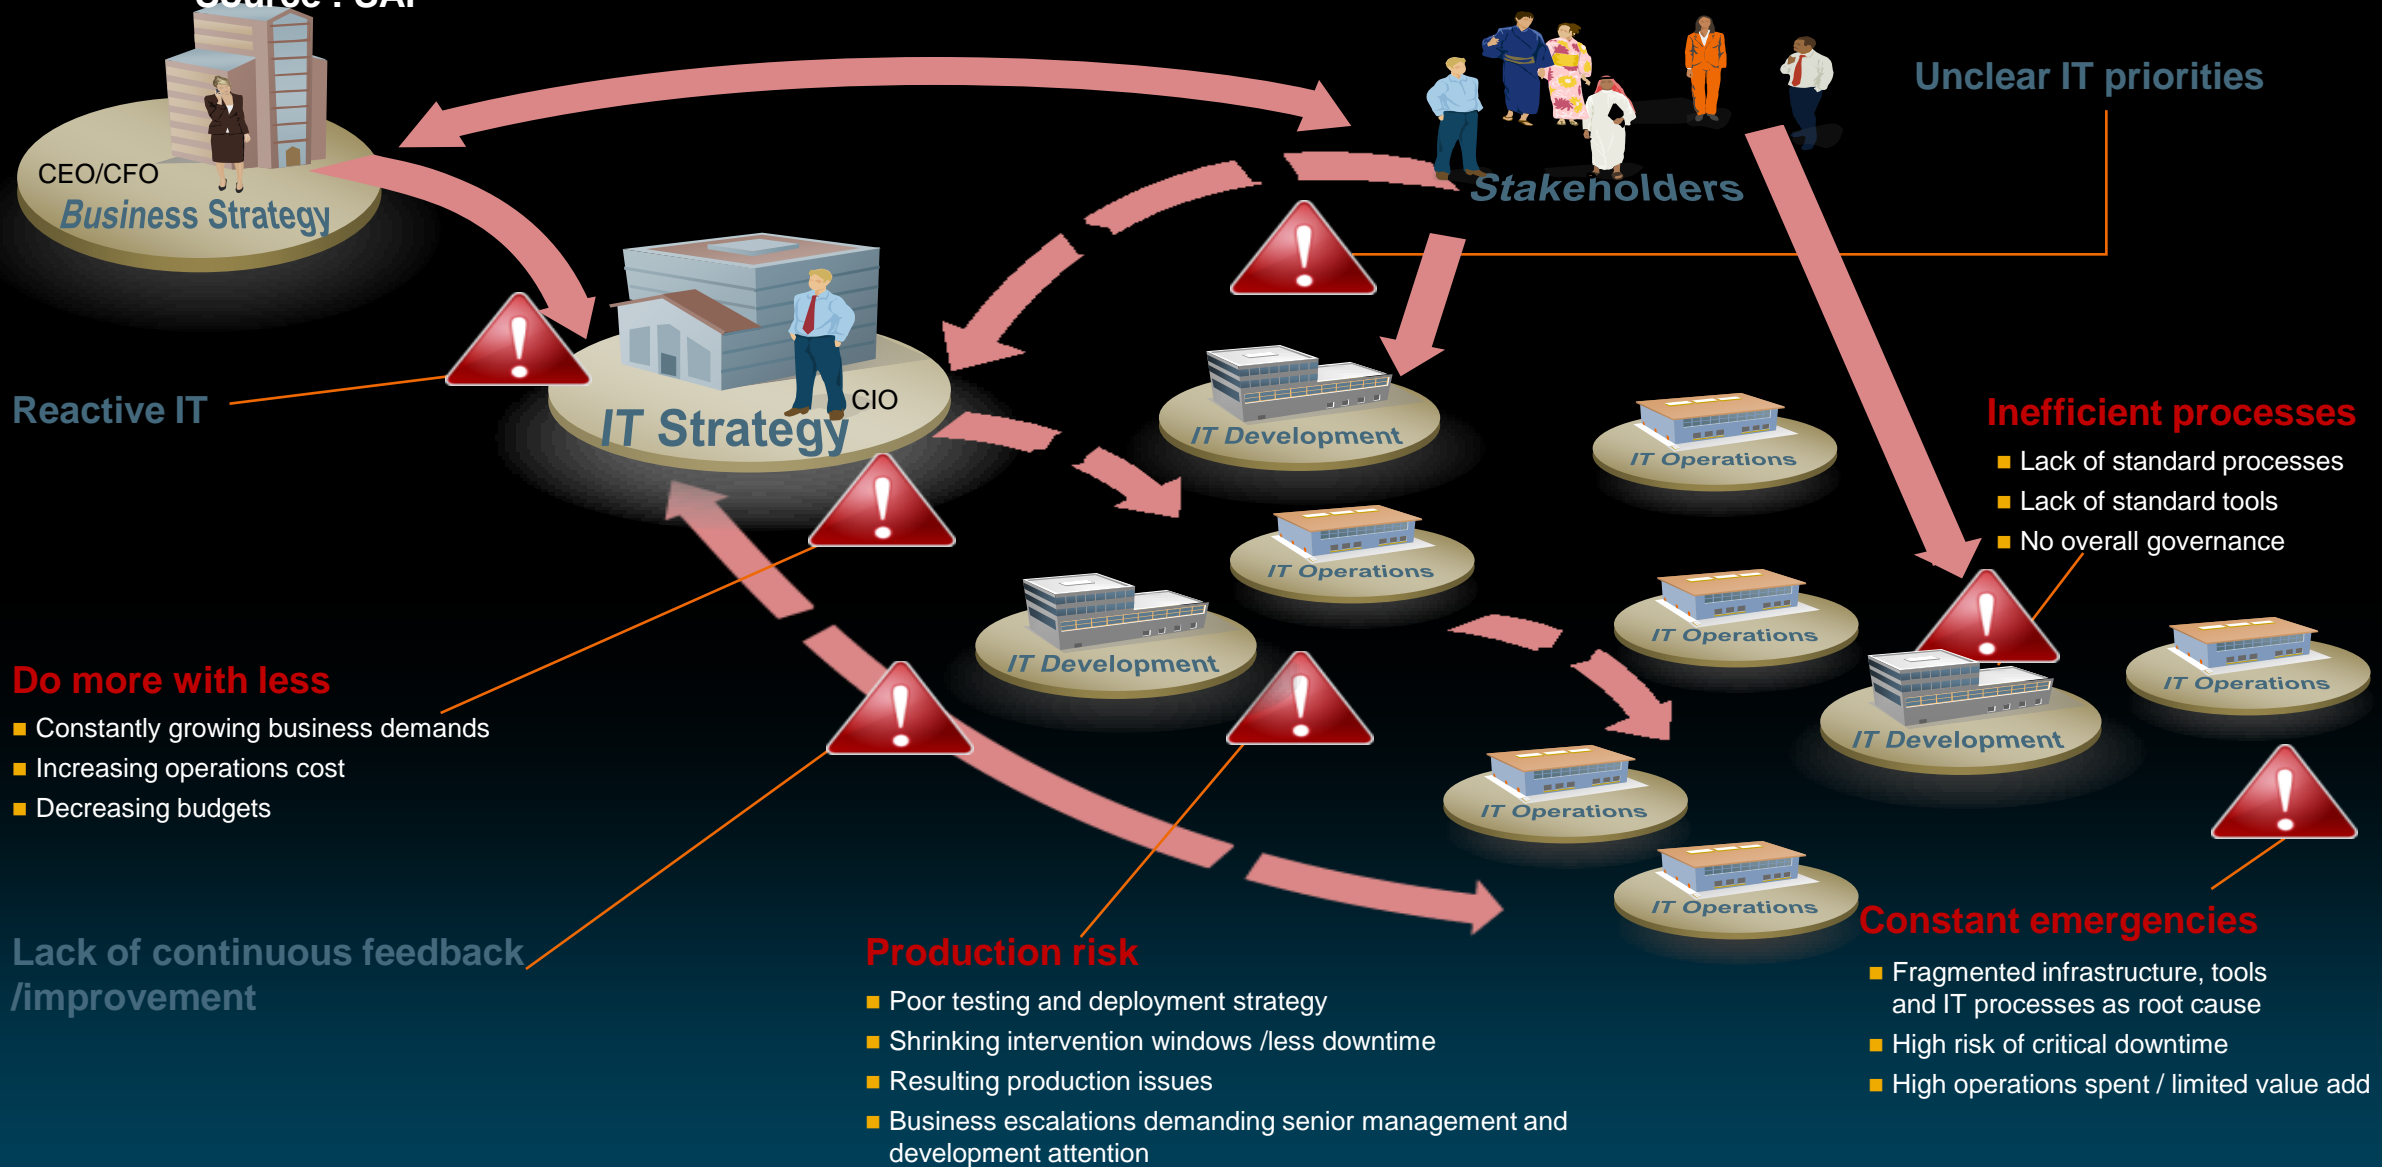 Source : SAP
Unclear IT priorities
CEO/CFO
Business Strategy
Stakeholders
Reactive IT
CIO
IT Strategy
IT Development
IT Operations
Inefficient processes
Lack of standard processes
Lack of standard tools
No overall governance
IT Operations
IT Operations
IT Development
IT Operations
IT Development
Do more with less
Constantly growing business demands
Increasing operations cost
Decreasing budgets
IT Operations
IT Operations
Lack of continuous feedback
/improvement
Production risk
Poor testing and deployment strategy
Shrinking intervention windows /less downtime
Resulting production issues
Business escalations demanding senior management and
development attention
Constant emergencies
Fragmented infrastructure, tools
and IT processes as root cause
High risk of critical downtime
High operations spent / limited value add